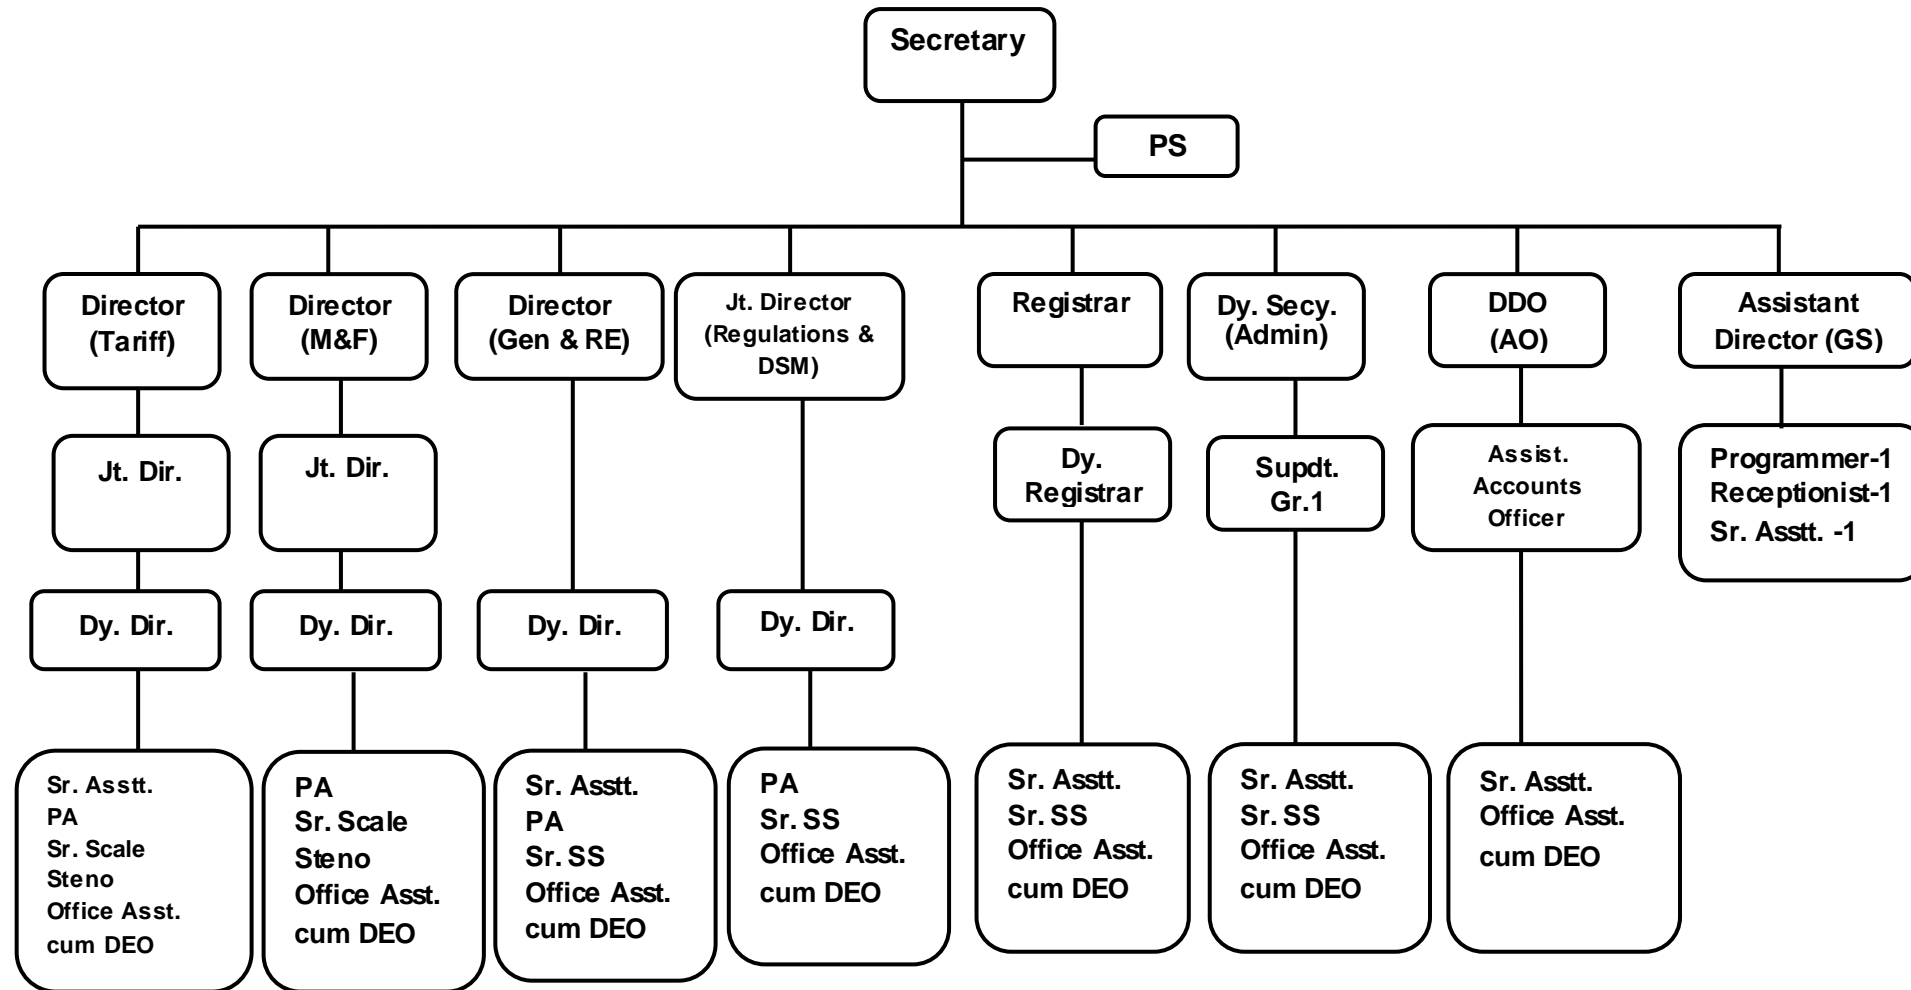 Secretary
PS
Director
(Tariff)
Director
(M&F)
Director
(Gen & RE)
Jt. Director
(Regulations &
DSM)
Registrar
Dy. Secy.
(Admin)
DDO
(AO)
Assistant
Director (GS)
Jt. Dir.
Jt. Dir.
Dy.
Registrar
Supdt.
Gr.1
Assist.
Accounts
Officer
Programmer-1
Receptionist-1
Sr. Asstt. -1
Dy. Dir.
Dy. Dir.
Dy. Dir.
Dy. Dir.
Sr. Asstt.
PA
Sr. Scale
Steno
Office Asst.
cum DEO
PA
Sr. Scale
Steno
Office Asst.
cum DEO
Sr. Asstt.
PA
Sr. SS
Office Asst.
cum DEO
PA
Sr. SS
Office Asst.
cum DEO
Sr. Asstt.
Sr. SS
Office Asst.
cum DEO
Sr. Asstt.
Sr. SS
Office Asst.
cum DEO
Sr. Asstt.
Office Asst.
cum DEO